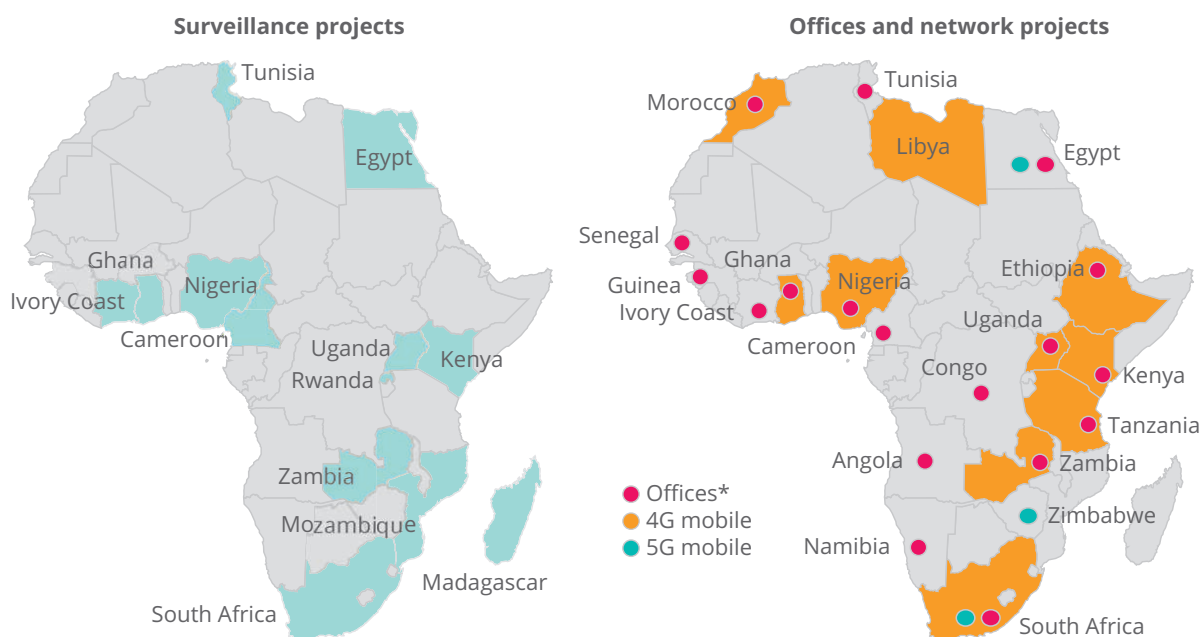 Surveillance projects
Tunisia
Egypt
Ghana
Nigeria
Ivory Coast
Cameroon
Uganda
Kenya
Rwanda
Zambia
Mozambique
Madagascar
South Africa
Offices and network projects
Tunisia
Morocco
Libya
Egypt
Senegal
Ghana
Ethiopia
Guinea
Nigeria
Ivory Coast
Uganda
Cameroon
Congo
Kenya
Tanzania
Angola
Zambia
Offices*
4G mobile
Zimbabwe
5G mobile
Namibia
South Africa